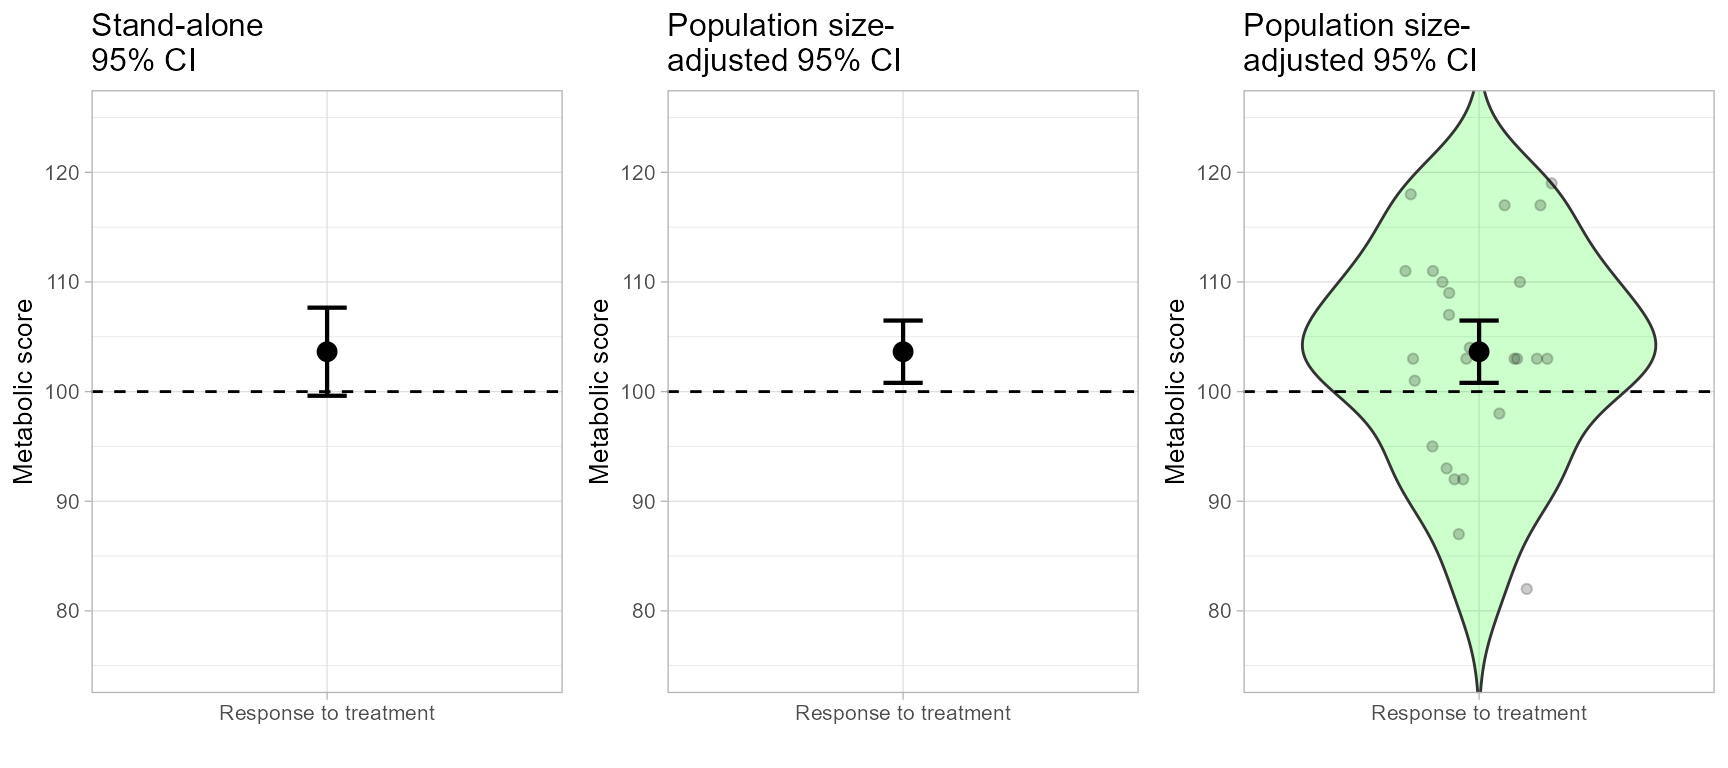 Stand-alone
95% CI
Metabolic score
120
110
100
90
80
Response to treatment
Population size-
adjusted 95% CI
Metabolic score
120
110
100
90
80
Response to treatment
Population size-
adjusted 95% CI
Metabolic score
120
110
100
90
80
Response to treatment